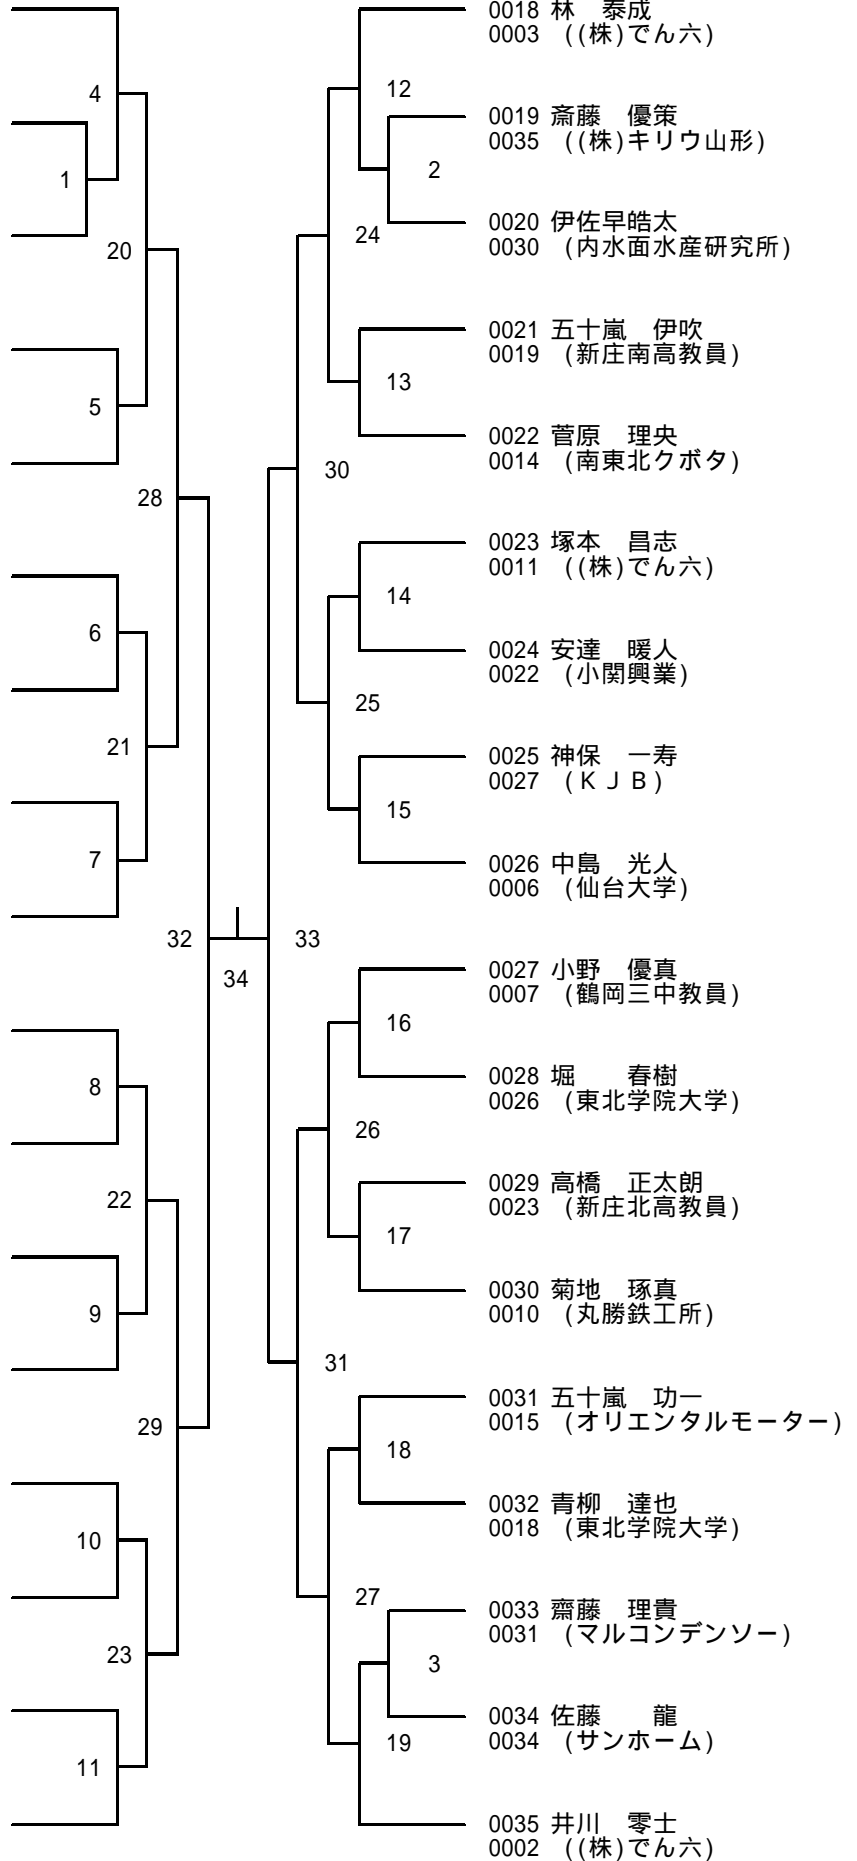 0018 林　泰成
0003 ((株)でん六)
4
12
0019 斎藤　優策
0035 ((株)キリウ山形)
1
2
0020 伊佐早皓太
0030 (内水面水産研究所)
20
24
0021 五十嵐　伊吹
0019 (新庄南高教員)
5
13
0022 菅原　理央
0014 (南東北クボタ)
28
30
0023 塚本　昌志
0011 ((株)でん六)
6
14
0024 安達　暖人
0022 (小関興業)
21
25
0025 神保　一寿
0027 (ＫＪＢ)
7
15
0026 中島　光人
0006 (仙台大学)
32
33
34
0027 小野　優真
0007 (鶴岡三中教員)
8
16
0028 堀　　春樹
0026 (東北学院大学)
22
26
0029 高橋　正太朗
0023 (新庄北高教員)
9
17
0030 菊地　琢真
0010 (丸勝鉄工所)
29
31
0031 五十嵐　功一
0015 (オリエンタルモーター)
10
18
0032 青柳　達也
0018 (東北学院大学)
23
27
0033 齋藤　理貴
0031 (マルコンデンソー)
3
0034 佐藤　　龍
0034 (サンホーム)
11
19
0035 井川　零士
0002 ((株)でん六)